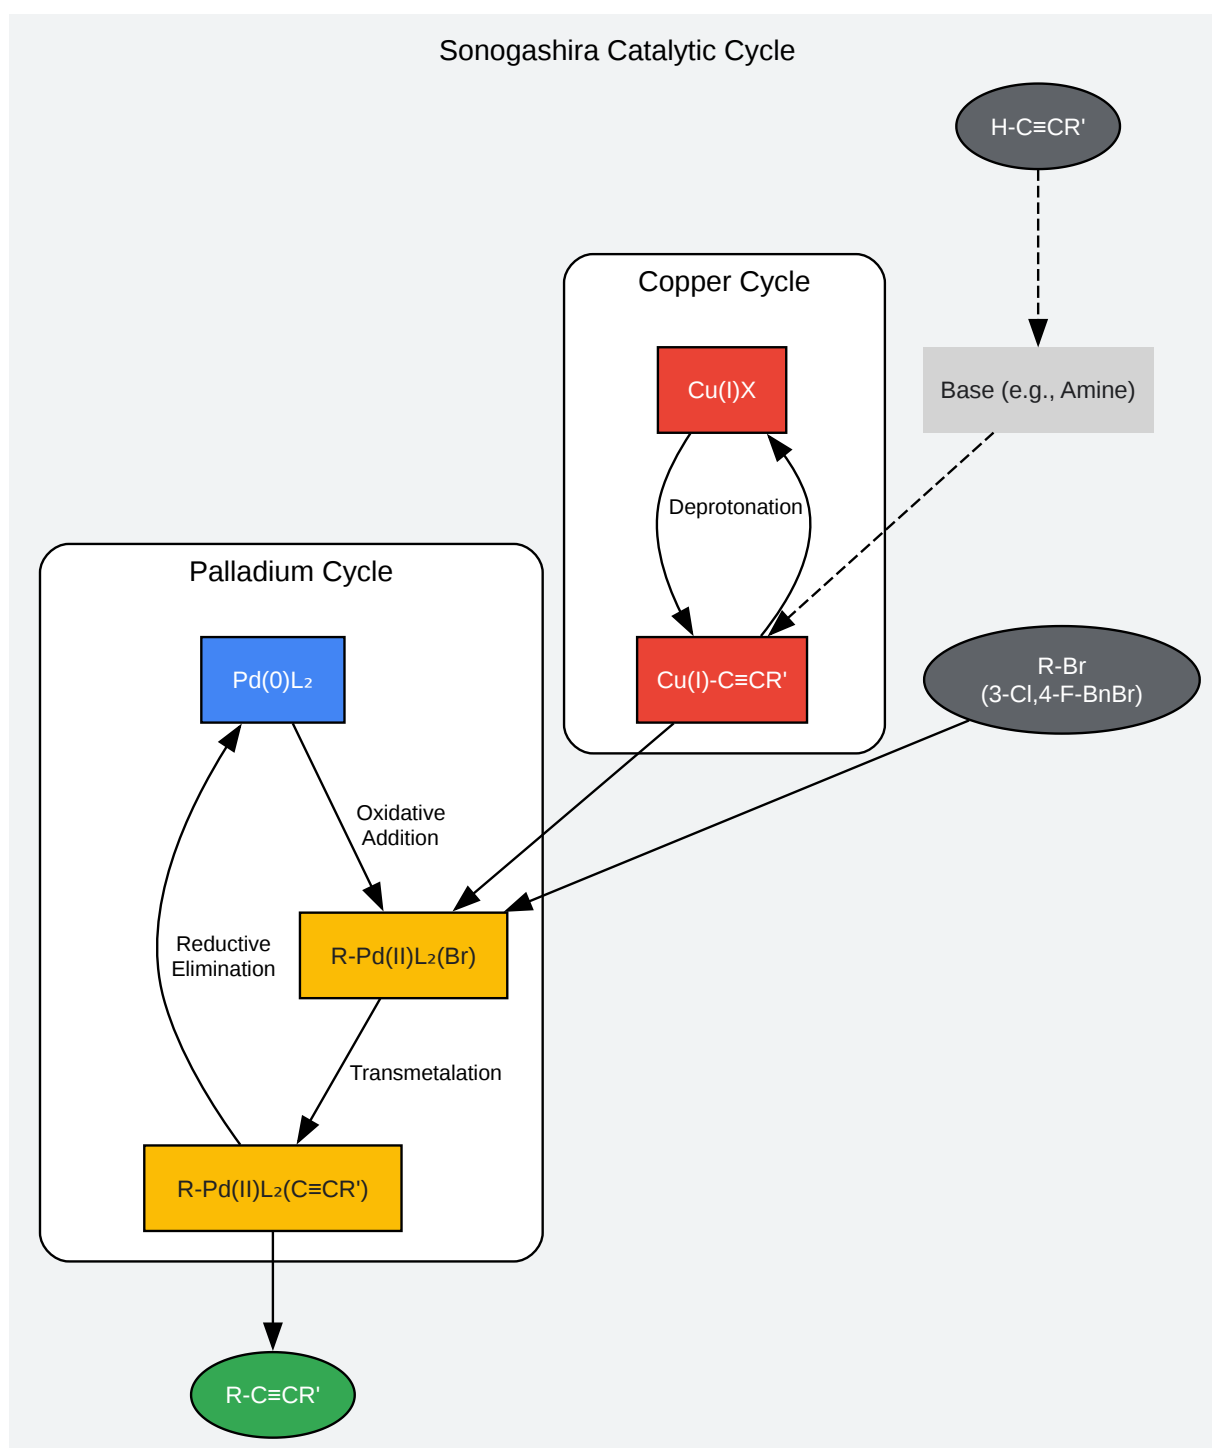 Sonogashira Catalytic Cycle
H-C≡CR'
Copper Cycle
Cu(I)X
Base (e.g., Amine)
Deprotonation
Palladium Cycle
Pd(0)L₂
Cu(I)-C≡CR'
R-Br
(3-Cl,4-F-BnBr)
Oxidative
Addition
Reductive
Elimination
R-Pd(II)L₂(Br)
Transmetalation
R-Pd(II)L₂(C≡CR')
R-C≡CR'